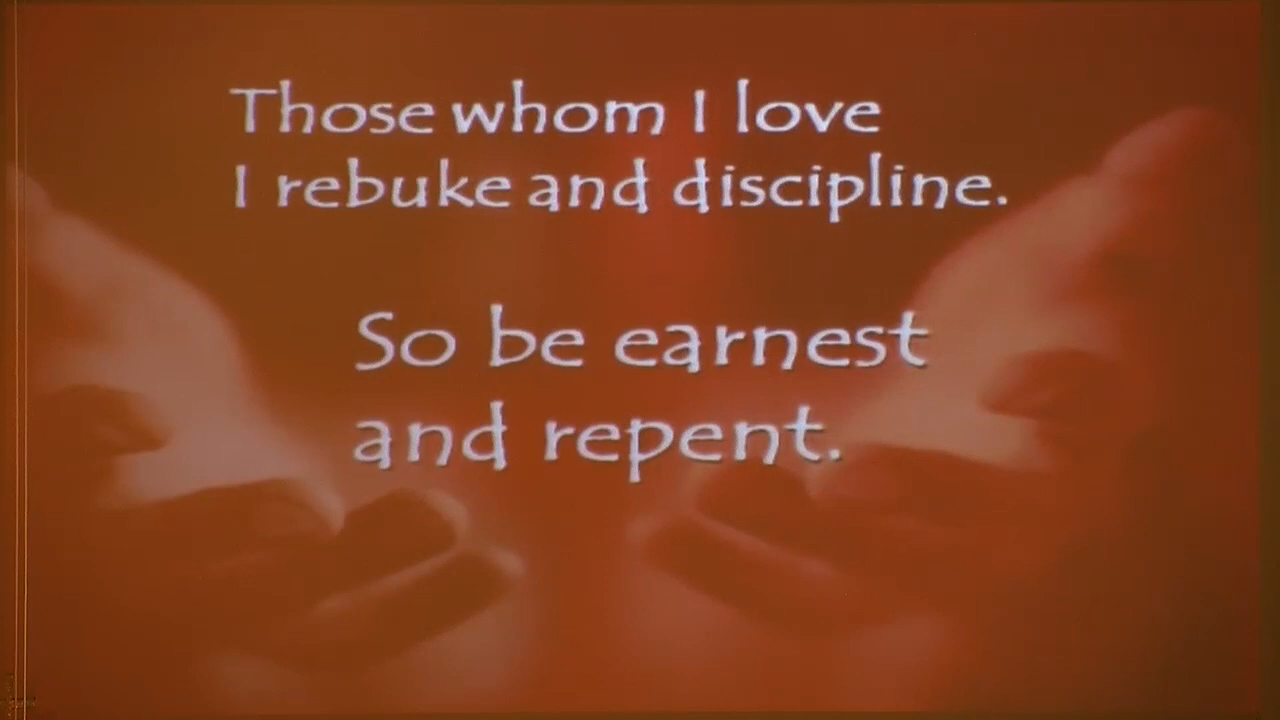 Those whom I love
I rebuke and discipline.
So be earnest
and repent.